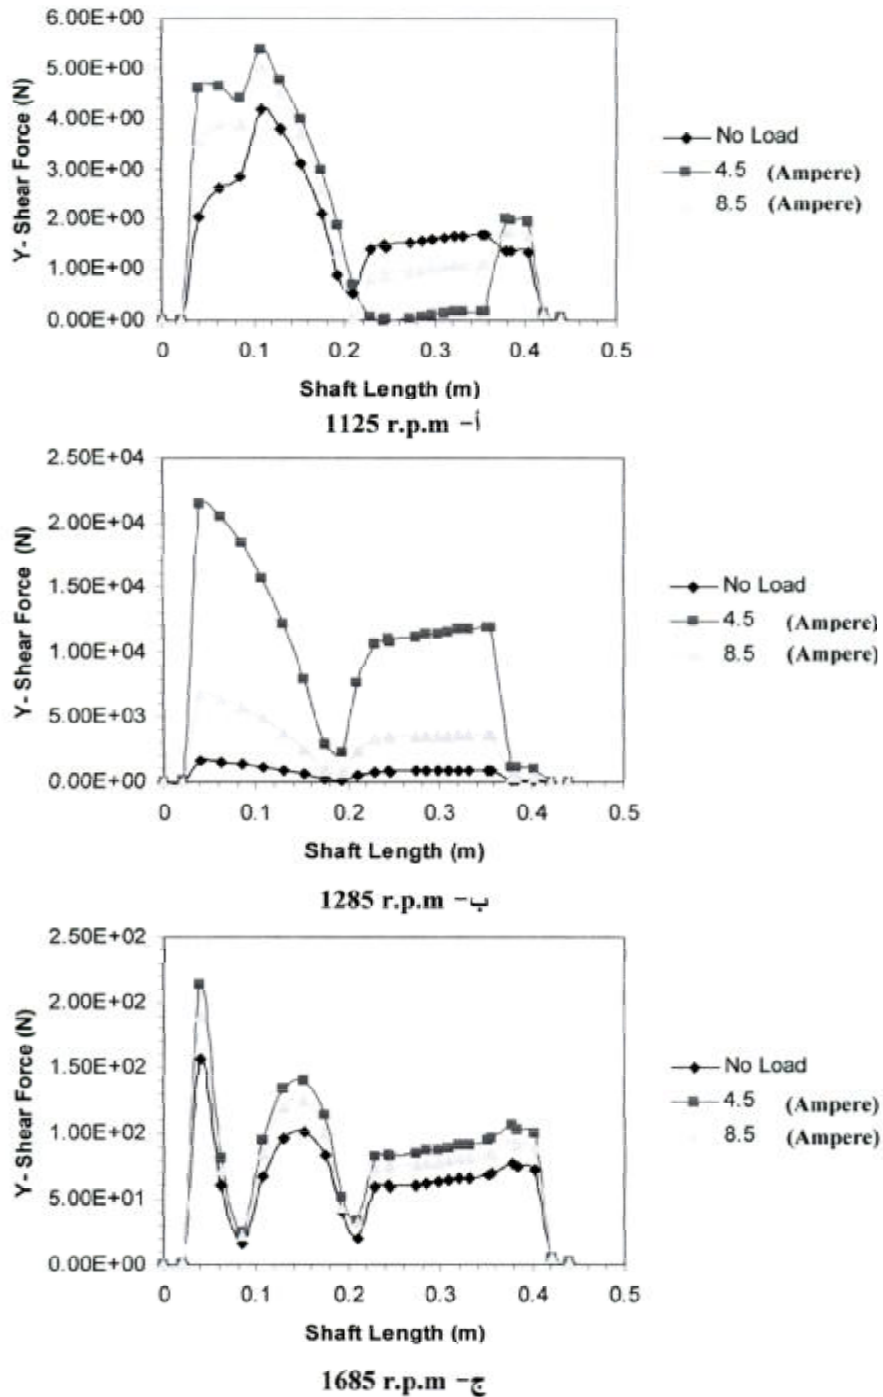 6.00E+00
5.00E+00
4.00E+00
3.00E+00
2.00E+00
1.00E+00
0.00E+00
Y- Shear Force (N)
0 0.1 0.2 0.3 0.4 0.5
Shaft Length (m)
No Load
4.5 (Ampere)
8.5 (Ampere)
أ- 1125 r.p.m
2.50E+04
2.00E+04
1.50E+04
1.00E+04
5.00E+03
0.00E+00
Y- Shear Force (N)
0 0.1 0.2 0.3 0.4 0.5
Shaft Length (m)
No Load
4.5 (Ampere)
8.5 (Ampere)
ب- 1285 r.p.m
2.50E+02
2.00E+02
1.50E+02
1.00E+02
5.00E+01
0.00E+00
Y- Shear Force (N)
0 0.1 0.2 0.3 0.4 0.5
Shaft Length (m)
No Load
4.5 (Ampere)
8.5 (Ampere)
ج- 1685 r.p.m